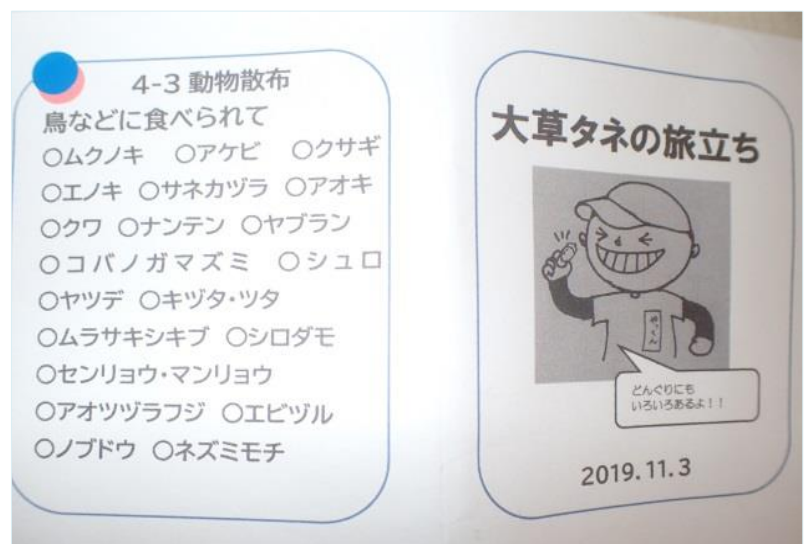 4-3 動物散布
鳥などに食べられて
○ムクノキ ○アケビ ○クサギ
○エノキ ○サネカヅラ ○アオキ
○クワ ○ナンテン ○ヤブラン
○コバノガマズミ ○シュロ
○ヤツデ ○キヅタ・ツタ
○ムラサキシキブ ○シロダモ
○センリョウ・マンリョウ
○アオツヅラフジ ○エビヅル
○ノブドウ ○ネズミモチ
大草タネの旅立ち
やっくん
どんぐりにも
いろいろあるよ！！
2019.11.3